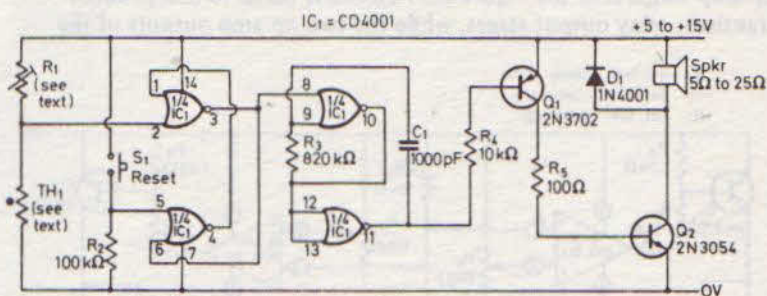 IC₁ = CD4001
+5 to +15V
R₁
(see
text)
1
14
1/4
IC₁
2
3
8
9
1/4
IC₁
10
C₁
1000pF
D₁
1N4001
Spkr
5Ω to 25Ω
Q₁
2N3702
S₁
Reset
R₃
820kΩ
R₄
10kΩ
TH₁
(see
text)
5
6
1/4
IC₁
7
4
12
13
1/4
IC₁
11
R₅
100Ω
Q₂
2N3054
R₂
100kΩ
0V